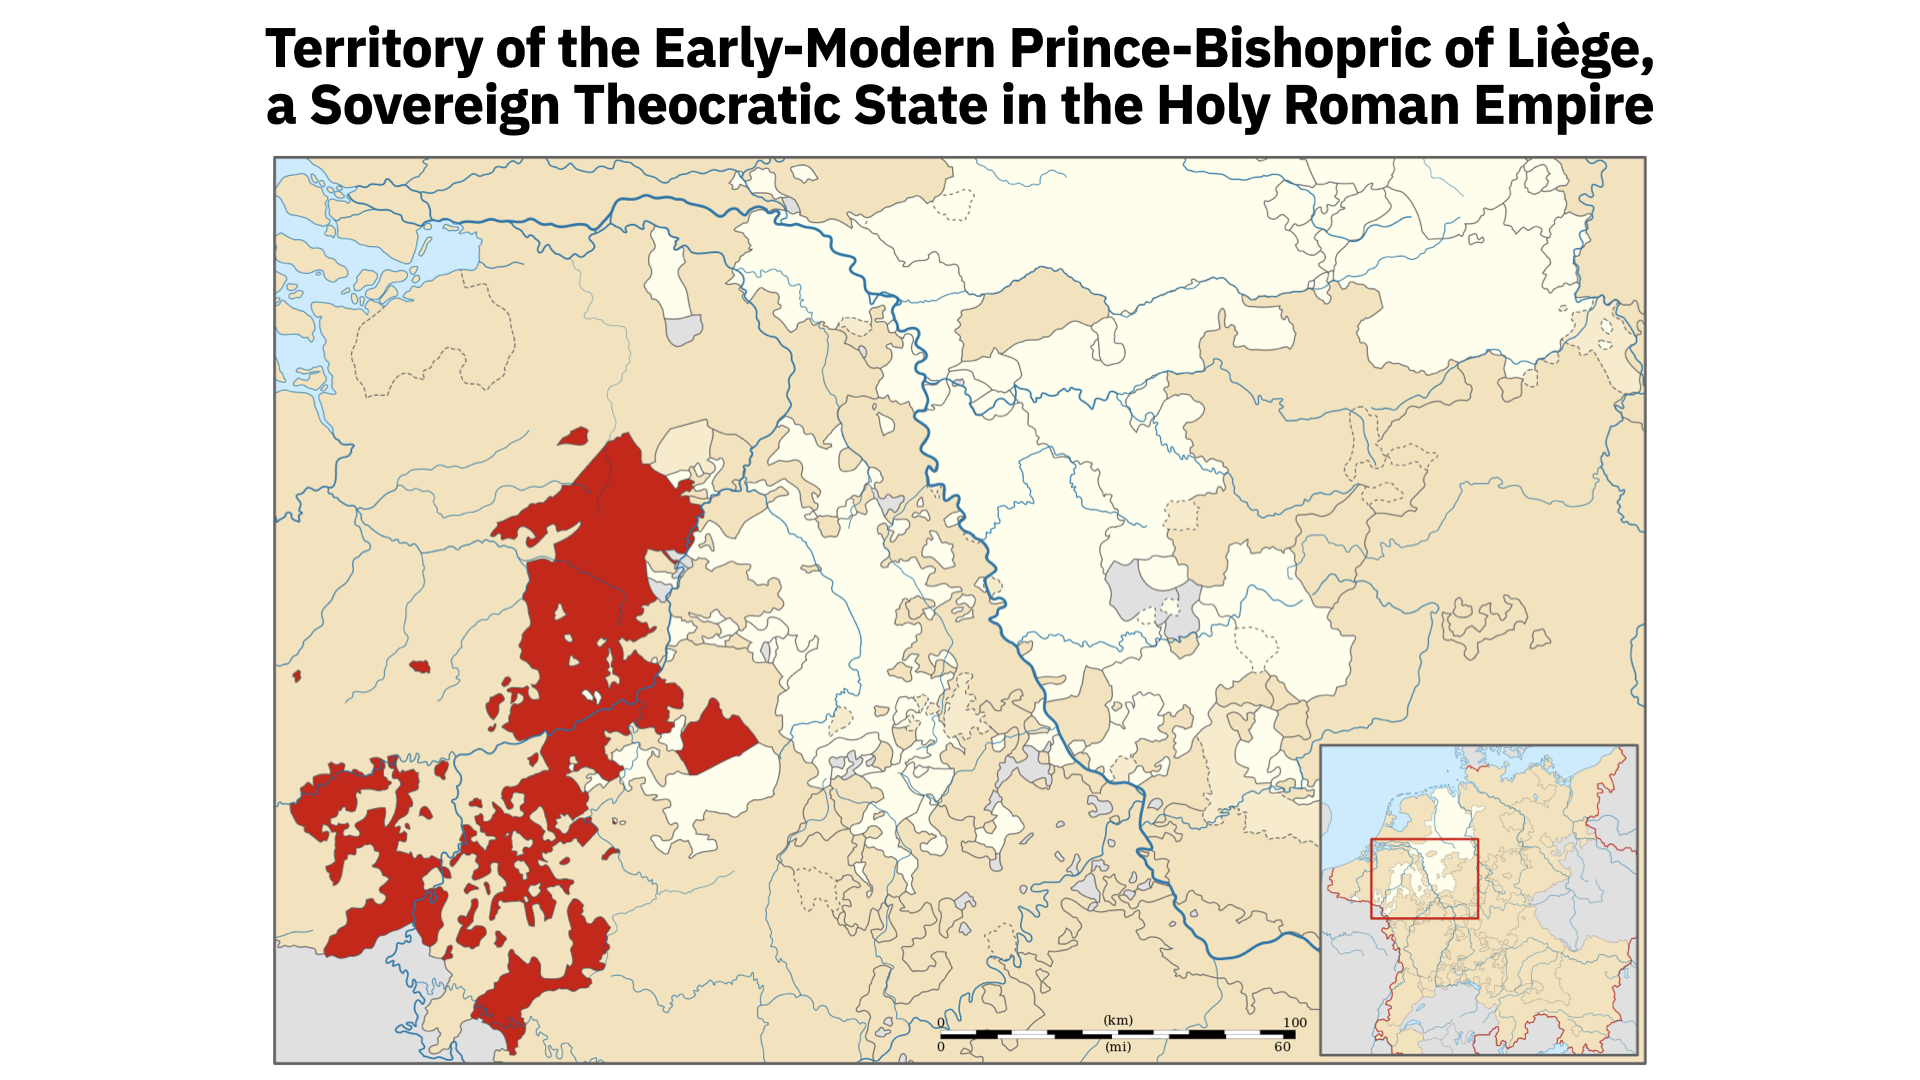 Territory of the Early-Modern Prince-Bishopric of Liège,
a Sovereign Theocratic State in the Holy Roman Empire
0 (km) 100
0 (mi) 60